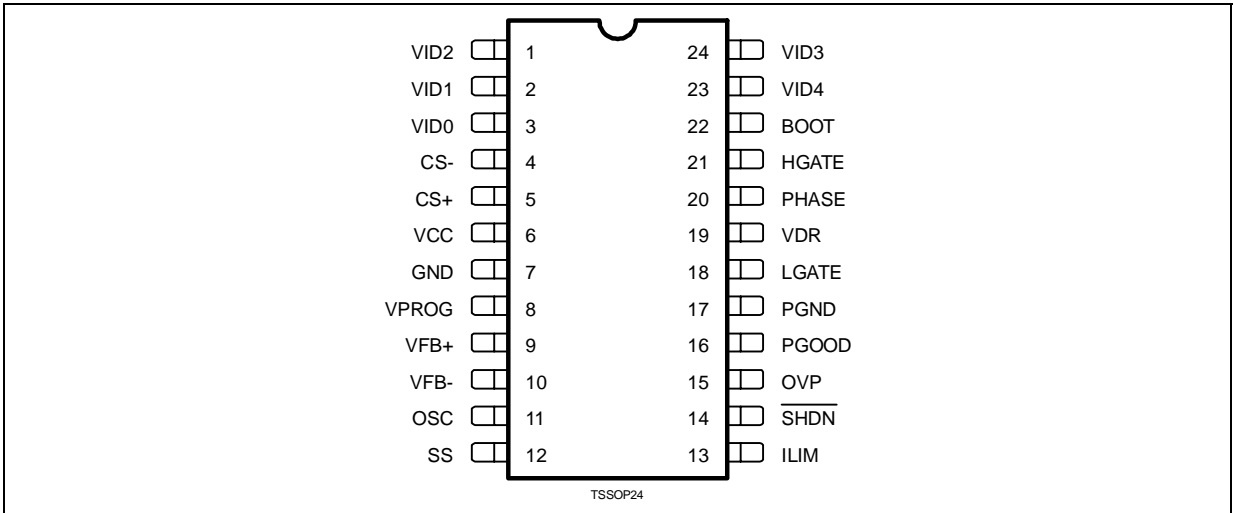 VID2 1 24 VID3
VID1 2 23 VID4
VID0 3 22 BOOT
CS- 4 21 HGATE
CS+ 5 20 PHASE
VCC 6 19 VDR
GND 7 18 LGATE
VPROG 8 17 PGND
VFB+ 9 16 PGOOD
VFB- 10 15 OVP
OSC 11 14 SHDN
SS 12 13 ILIM
TSSOP24